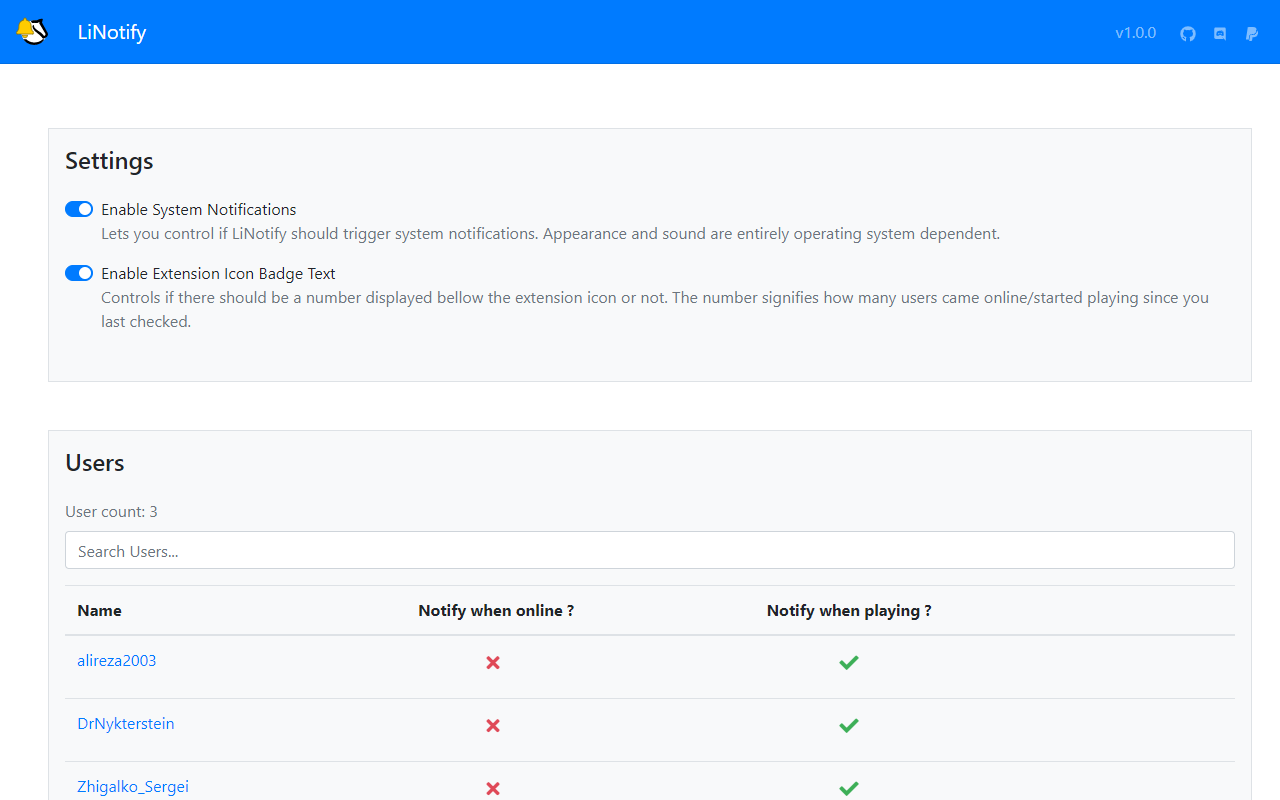 LiNotify
v1.0.0
Settings
Enable System Notifications
Lets you control if LiNotify should trigger system notifications. Appearance and sound are entirely operating system dependent.
Enable Extension Icon Badge Text
Controls if there should be a number displayed bellow the extension icon or not. The number signifies how many users came online/started playing since you
last checked.
Users
User count: 3
Search Users...
Name Notify when online ? Notify when playing ?
alireza2003
DrNykterstein
Zhigalko_Sergei